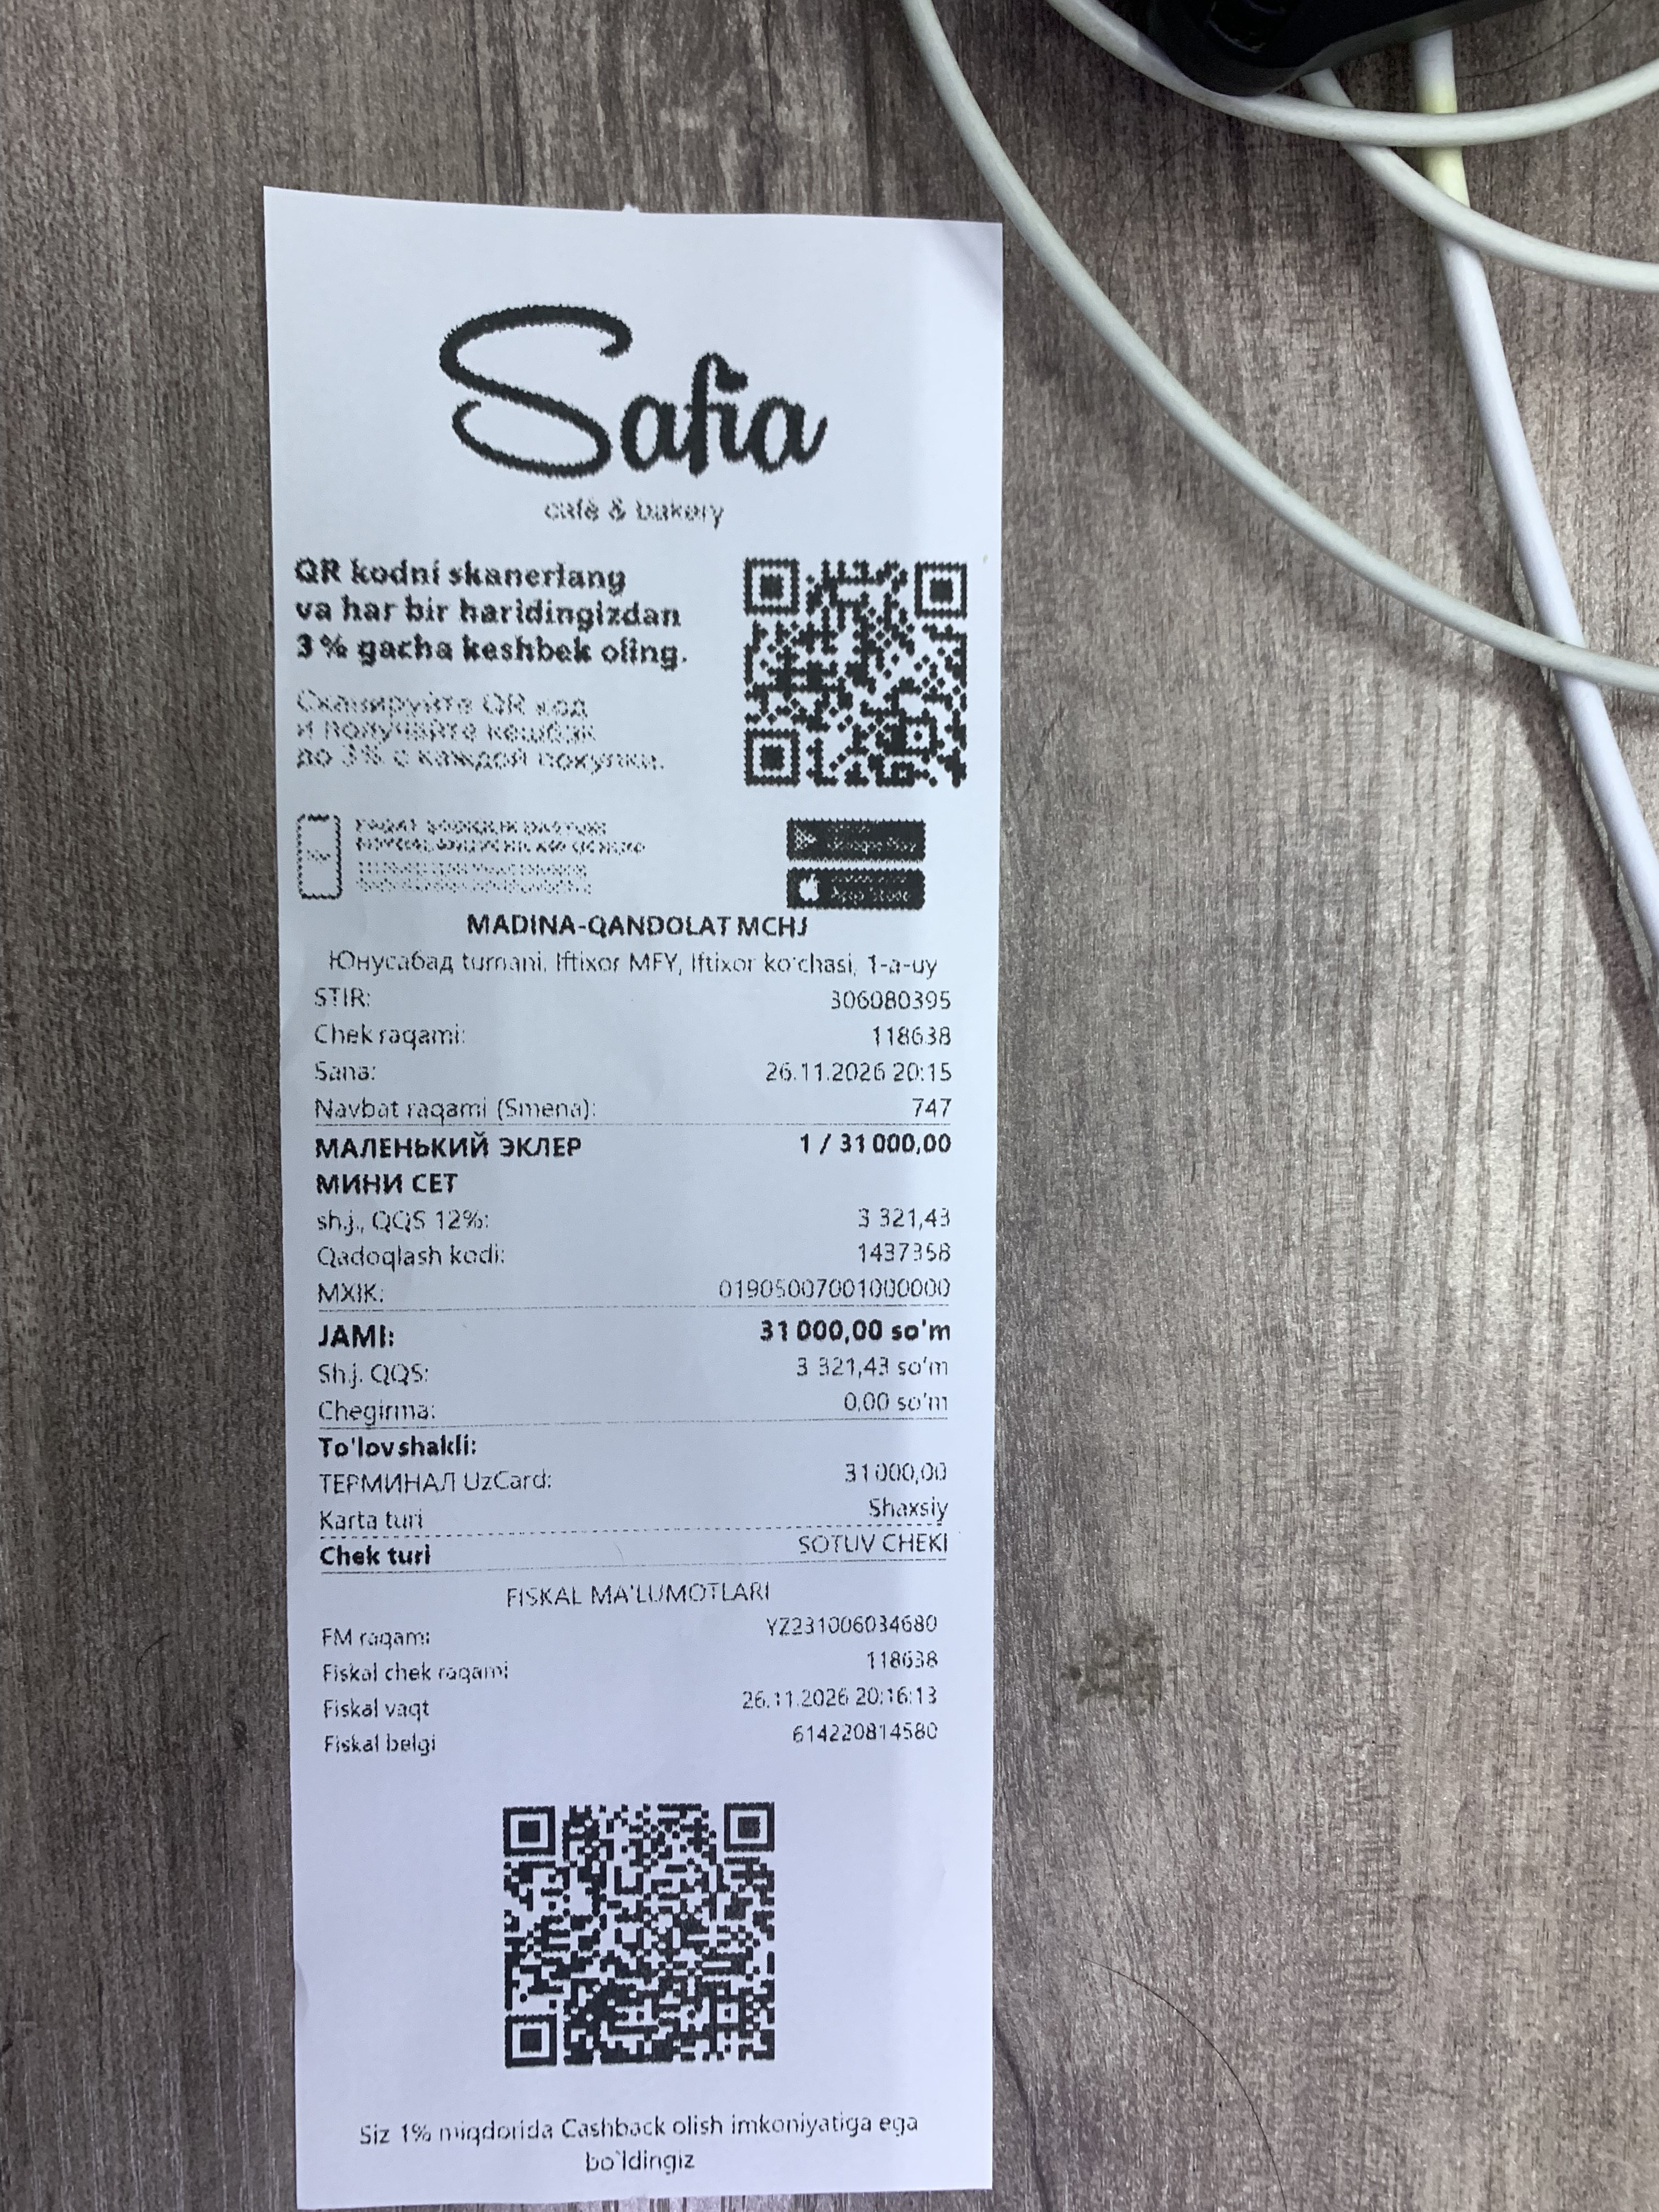 Safia
café & bakery
QR kodni skanerlang
va har bir haridingizdan
3% gacha keshbek oling.
Сканируйте QR код
и получайте кешбэк
до 3% с каждой покупки.
MADINA-QANDOLAT MCHJ
Юнусабад tumani, Iftixor MFY, Iftixor ko'chasi, 1-a-uy
STIR: 306080395
Chek raqami: 118638
Sana: 26.11.2026 20:15
Navbat raqami (Smena): 747
МАЛЕНЬКИЙ ЭКЛЕР 1 / 31 000,00
МИНИ СЕТ
sh.j., QQS 12%: 3 321,43
Qadoqlash kodi: 1437358
MXIK: 01905007001000000
JAMI: 31 000,00 so'm
Sh.j. QQS: 3 321,43 so'm
Chegirma: 0,00 so'm
To'lov shakli:
ТЕРМИНАЛ UzCard: 31 000,00
Karta turi Shaxsiy
Chek turi SOTUV CHEKI
FISKAL MA'LUMOTLARI
FM raqami YZ231006034680
Fiskal chek raqami 118638
Fiskal vaqt 26.11.2026 20:16:13
Fiskal belgi 614220814580
Siz 1% miqdorida Cashback olish imkoniyatiga ega
bo`ldingiz